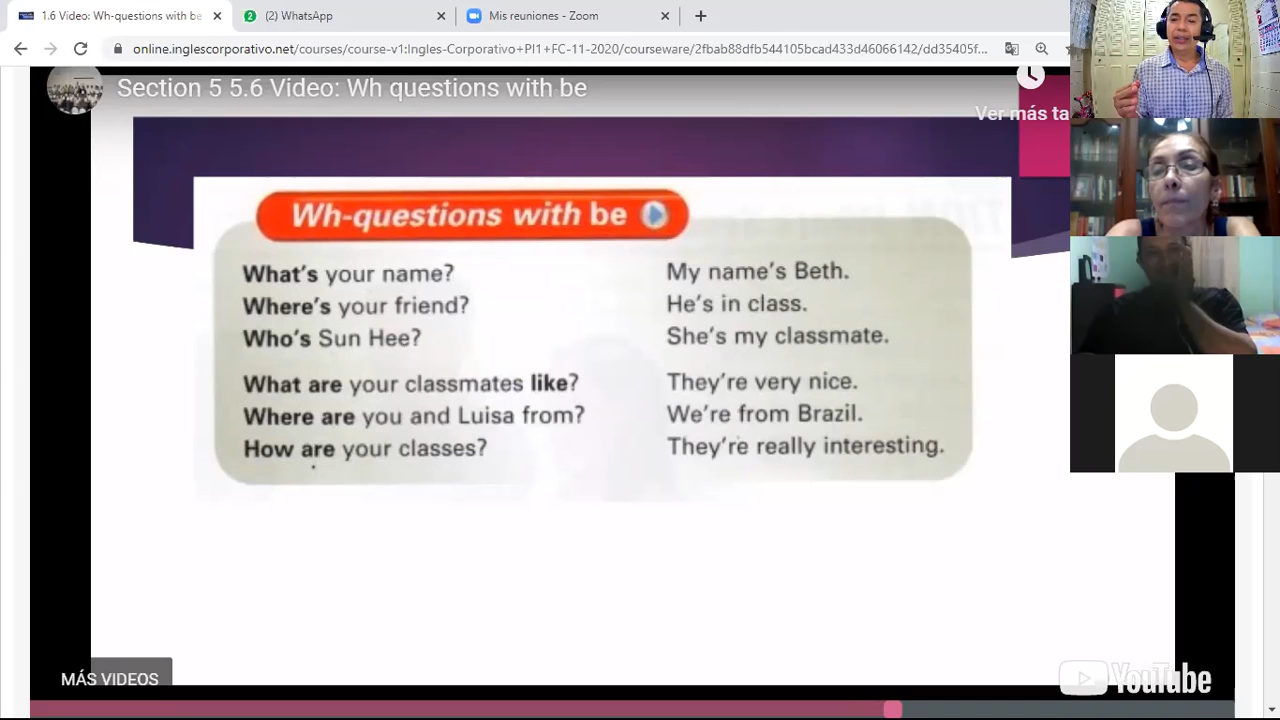 1.6 Video: Wh-questions with be
(2) WhatsApp
Mis reuniones - Zoom
online.inglescorporativo.net/courses/course-v1:Ingles-Corporativo+PI1+FC-11-2020/courseware/2fbab88dfb544105bcad433d46066142/dd35405f...
Section 5 5.6 Video: Wh questions with be
Ver más ta
Wh-questions with be
What's your name? My name's Beth.
Where's your friend? He's in class.
Who's Sun Hee? She's my classmate.
What are your classmates like? They're very nice.
Where are you and Luisa from? We're from Brazil.
How are your classes? They're really interesting.
MÁS VIDEOS
YouTube